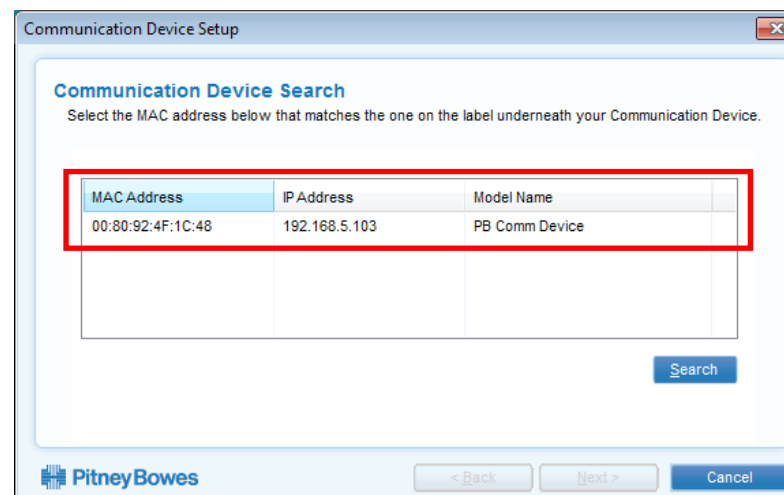 Communication Device Setup
Communication Device Search
Select the MAC address below that matches the one on the label underneath your Communication Device.
MAC Address IP Address Model Name
00:80:92:4F:1C:48 192.168.5.103 PB Comm Device
Search
Pitney Bowes < Back Next > Cancel